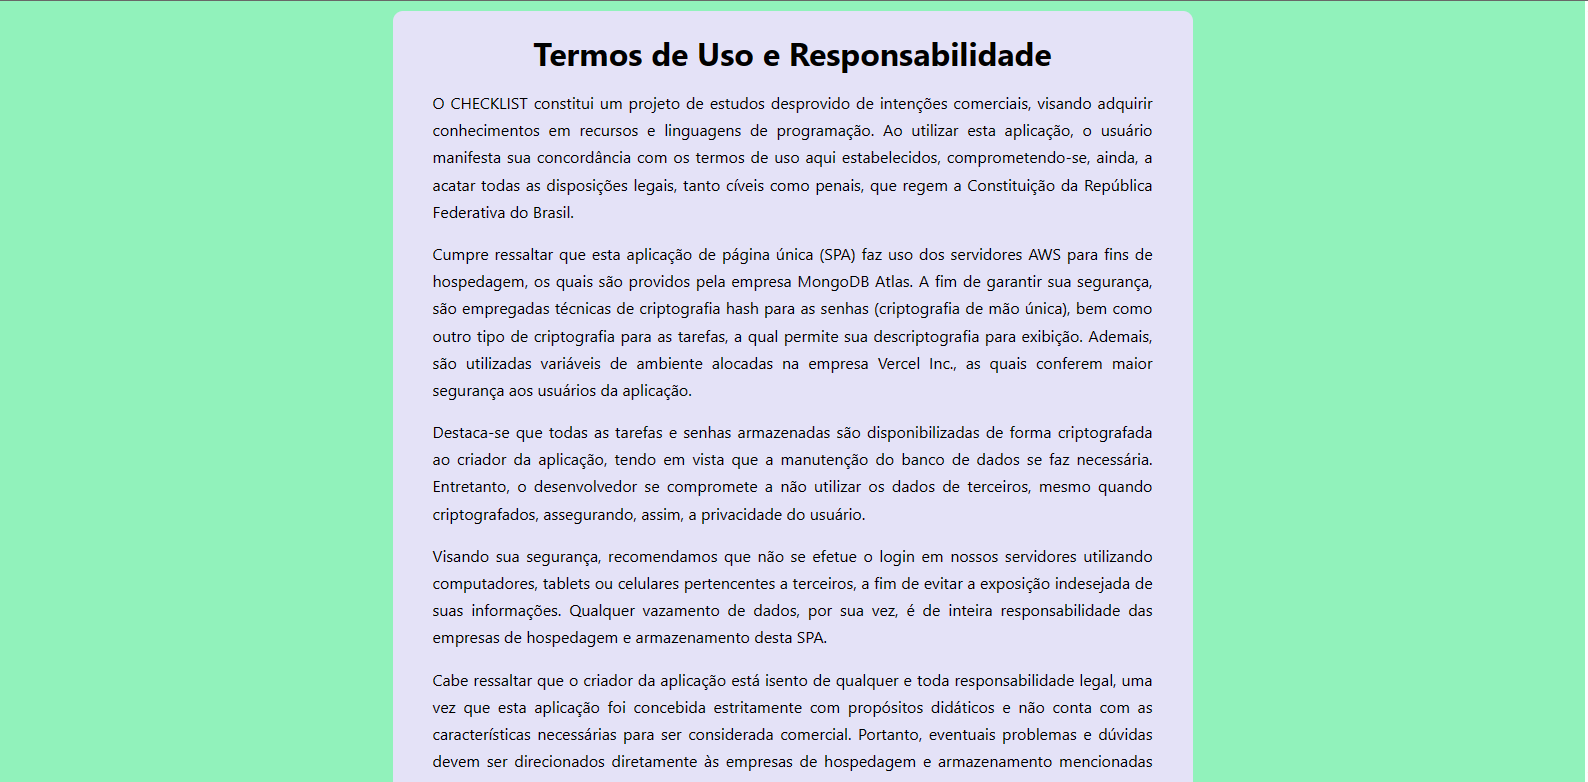 Termos de Uso e Responsabilidade
O CHECKLIST constitui um projeto de estudos desprovido de intenções comerciais, visando adquirir
conhecimentos em recursos e linguagens de programação. Ao utilizar esta aplicação, o usuário
manifesta sua concordância com os termos de uso aqui estabelecidos, comprometendo-se, ainda, a
acatar todas as disposições legais, tanto cíveis como penais, que regem a Constituição da República
Federativa do Brasil.
Cumpre ressaltar que esta aplicação de página única (SPA) faz uso dos servidores AWS para fins de
hospedagem, os quais são providos pela empresa MongoDB Atlas. A fim de garantir sua segurança,
são empregadas técnicas de criptografia hash para as senhas (criptografia de mão única), bem como
outro tipo de criptografia para as tarefas, a qual permite sua descriptografia para exibição. Ademais,
são utilizadas variáveis de ambiente alocadas na empresa Vercel Inc., as quais conferem maior
segurança aos usuários da aplicação.
Destaca-se que todas as tarefas e senhas armazenadas são disponibilizadas de forma criptografada
ao criador da aplicação, tendo em vista que a manutenção do banco de dados se faz necessária.
Entretanto, o desenvolvedor se compromete a não utilizar os dados de terceiros, mesmo quando
criptografados, assegurando, assim, a privacidade do usuário.
Visando sua segurança, recomendamos que não se efetue o login em nossos servidores utilizando
computadores, tablets ou celulares pertencentes a terceiros, a fim de evitar a exposição indesejada de
suas informações. Qualquer vazamento de dados, por sua vez, é de inteira responsabilidade das
empresas de hospedagem e armazenamento desta SPA.
Cabe ressaltar que o criador da aplicação está isento de qualquer e toda responsabilidade legal, uma
vez que esta aplicação foi concebida estritamente com propósitos didáticos e não conta com as
características necessárias para ser considerada comercial. Portanto, eventuais problemas e dúvidas
devem ser direcionados diretamente às empresas de hospedagem e armazenamento mencionadas